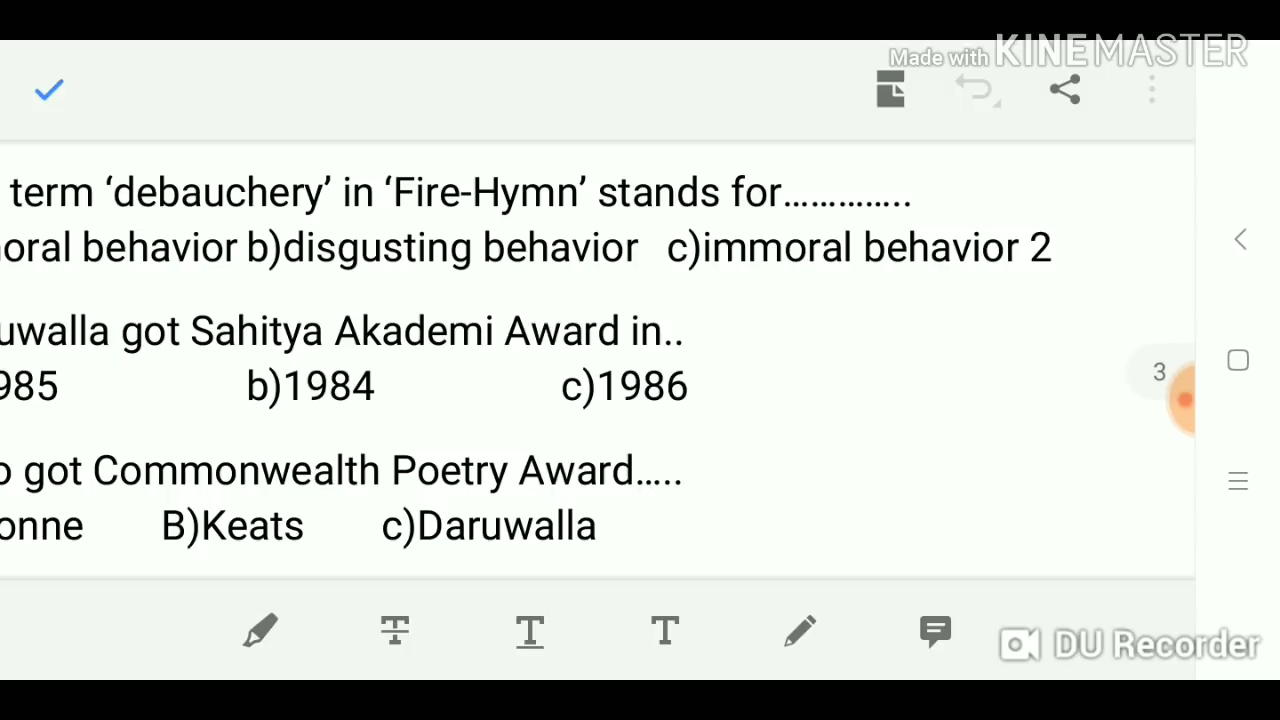 Made with KINEMASTER
term ‘debauchery’ in ‘Fire-Hymn’ stands for…………..
oral behavior b)disgusting behavior c)immoral behavior 2
uwalla got Sahitya Akademi Award in..
985 b)1984 c)1986
3
o got Commonwealth Poetry Award…..
onne B)Keats c)Daruwalla
DU Recorder